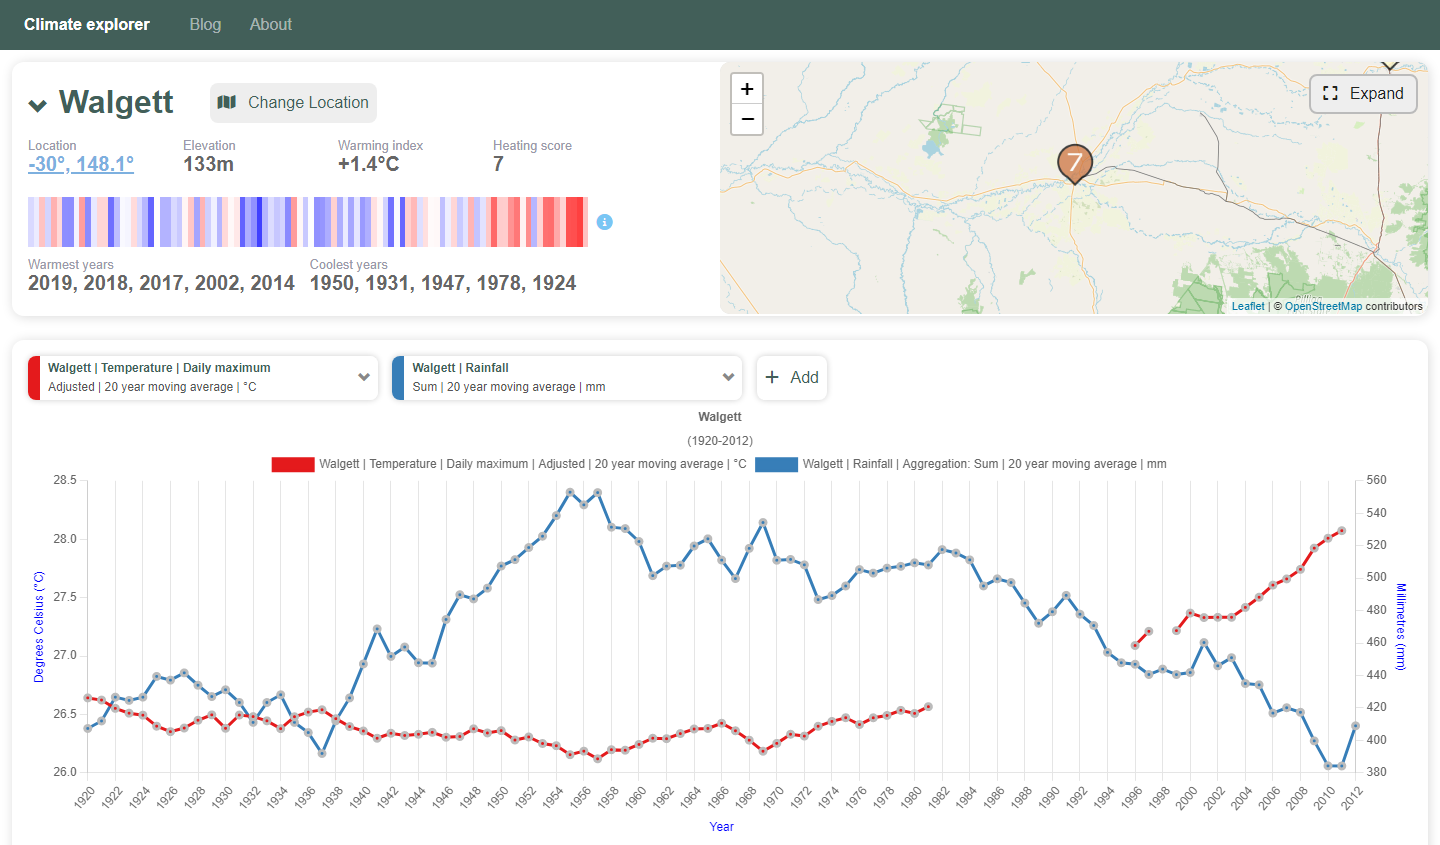 Climate explorer Blog About
Walgett Change Location
Location Elevation Warming index Heating score
-30°, 148.1° 133m +1.4°C 7
Warmest years Coolest years
2019, 2018, 2017, 2002, 2014 1950, 1931, 1947, 1978, 1924
+
−
Expand
7
Leaflet | © OpenStreetMap contributors
Walgett | Temperature | Daily maximum
Adjusted | 20 year moving average | °C
Walgett | Rainfall
Sum | 20 year moving average | mm
+ Add
Walgett
(1920-2012)
Walgett | Temperature | Daily maximum | Adjusted | 20 year moving average | °C Walgett | Rainfall | Aggregation: Sum | 20 year moving average | mm
Degrees Celsius (°C)
28.5
28.0
27.5
27.0
26.5
26.0
560
540
520
500
480
460
440
420
400
380
Millimetres (mm)
1920 1922 1924 1926 1928 1930 1932 1934 1936 1938 1940 1942 1944 1946 1948 1950 1952 1954 1956 1958 1960 1962 1964 1966 1968 1970 1972 1974 1976 1978 1980 1982 1984 1986 1988 1990 1992 1994 1996 1998 2000 2002 2004 2006 2008 2010 2012
Year